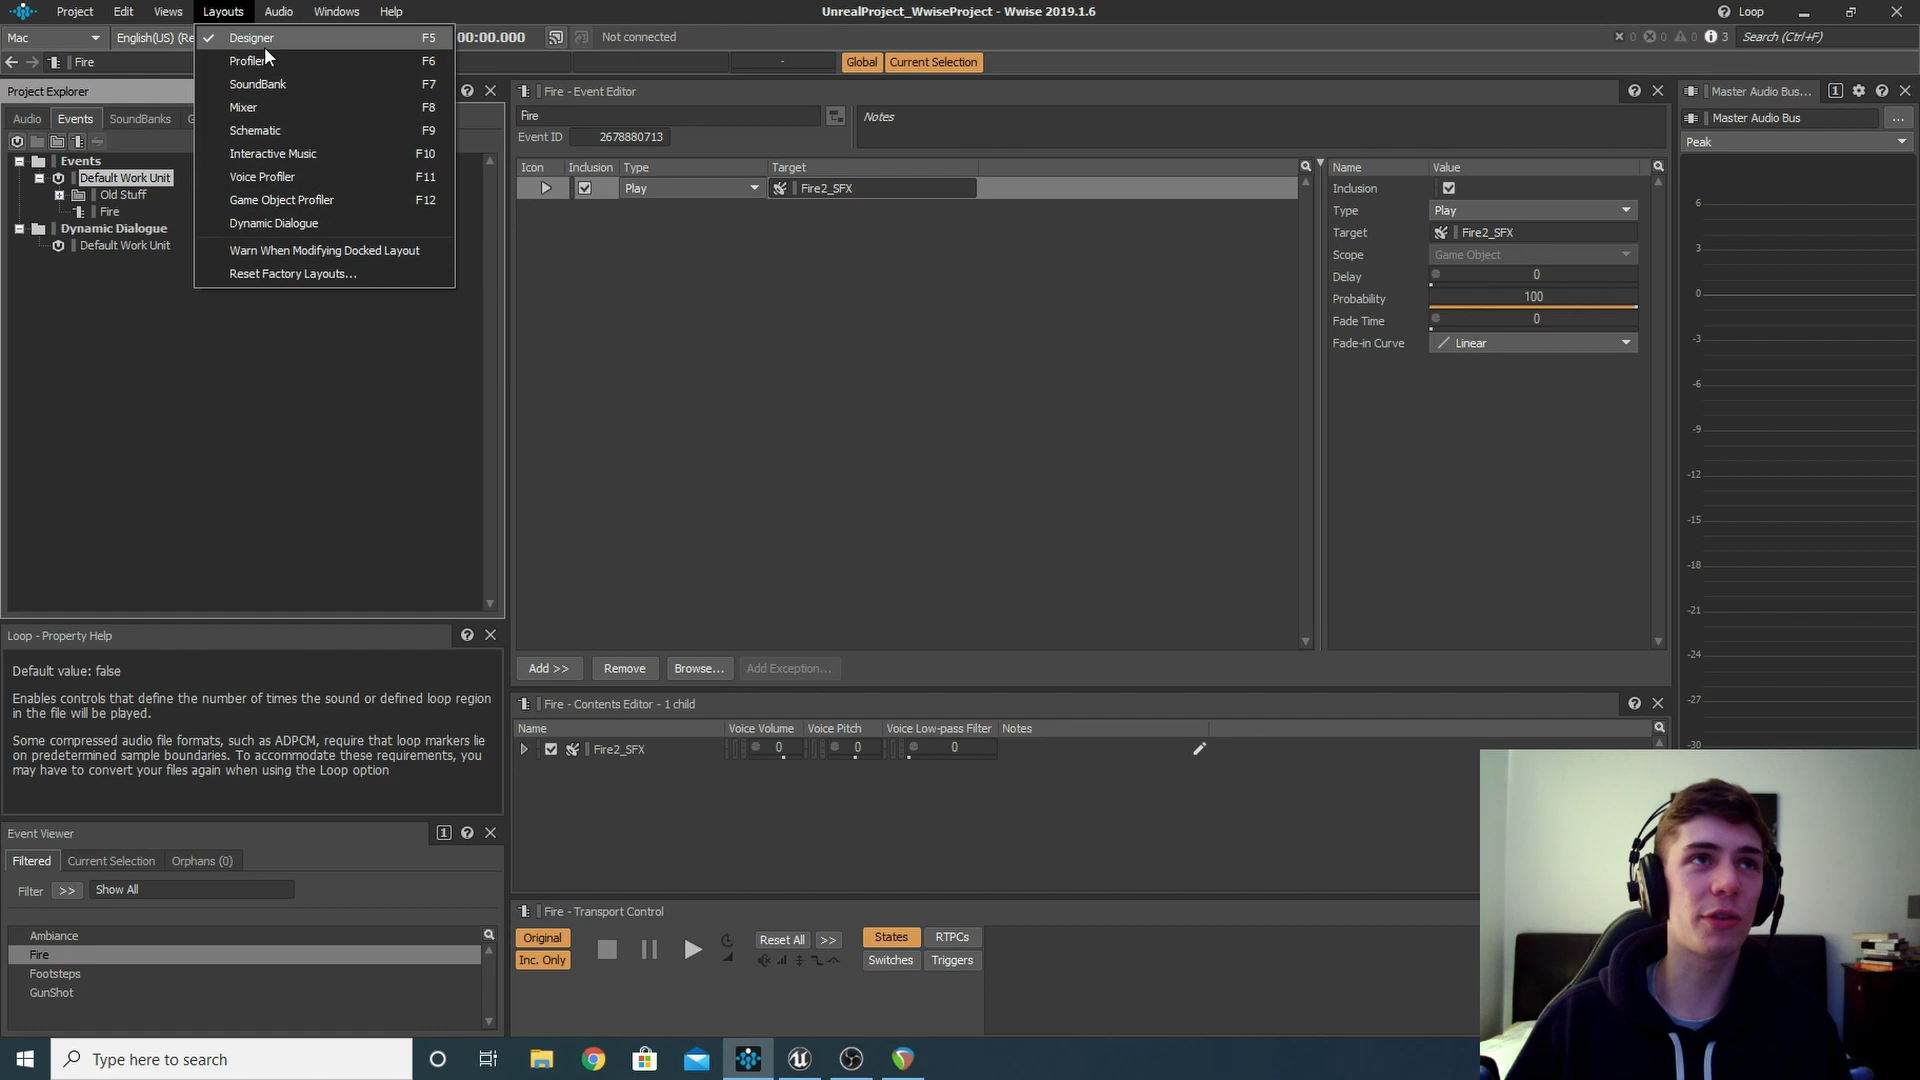 Project Edit Views Layouts Audio Windows Help
UnrealProject_WwiseProject - Wwise 2019.1.6
Loop
Mac
English(US) (Re
00:00.000
Not connected
0 0 0 3
Search (Ctrl+F)
Fire
-
Global
Current Selection
Designer F5
Profiler F6
SoundBank F7
Mixer F8
Schematic F9
Interactive Music F10
Voice Profiler F11
Game Object Profiler F12
Dynamic Dialogue
Warn When Modifying Docked Layout
Reset Factory Layouts...
Project Explorer
Audio Events SoundBanks
Events
Default Work Unit
Old Stuff
Fire
Dynamic Dialogue
Default Work Unit
Fire - Event Editor
Fire
Notes
Event ID 2678880713
Icon Inclusion Type Target
Play Fire2_SFX
Name Value
Inclusion
Type Play
Target Fire2_SFX
Scope Game Object
Delay 0
Probability 100
Fade Time 0
Fade-in Curve Linear
Add >> Remove Browse... Add Exception...
Master Audio Bus... 1
Master Audio Bus ...
Peak
6
3
0
-3
-6
-9
-12
-15
-18
-21
-24
-27
-30
Loop - Property Help
Default value: false
Enables controls that define the number of times the sound or defined loop region
in the file will be played.
Some compressed audio file formats, such as ADPCM, require that loop markers lie
on predetermined sample boundaries. To accommodate these requirements, you
may have to convert your files again when using the Loop option
Fire - Contents Editor - 1 child
Name Voice Volume Voice Pitch Voice Low-pass Filter Notes
Fire2_SFX 0 0 0
Event Viewer 1
Filtered Current Selection Orphans (0)
Filter >> Show All
Ambiance
Fire
Footsteps
GunShot
Fire - Transport Control
Original
Inc. Only
Reset All >>
States RTPCs
Switches Triggers
Type here to search